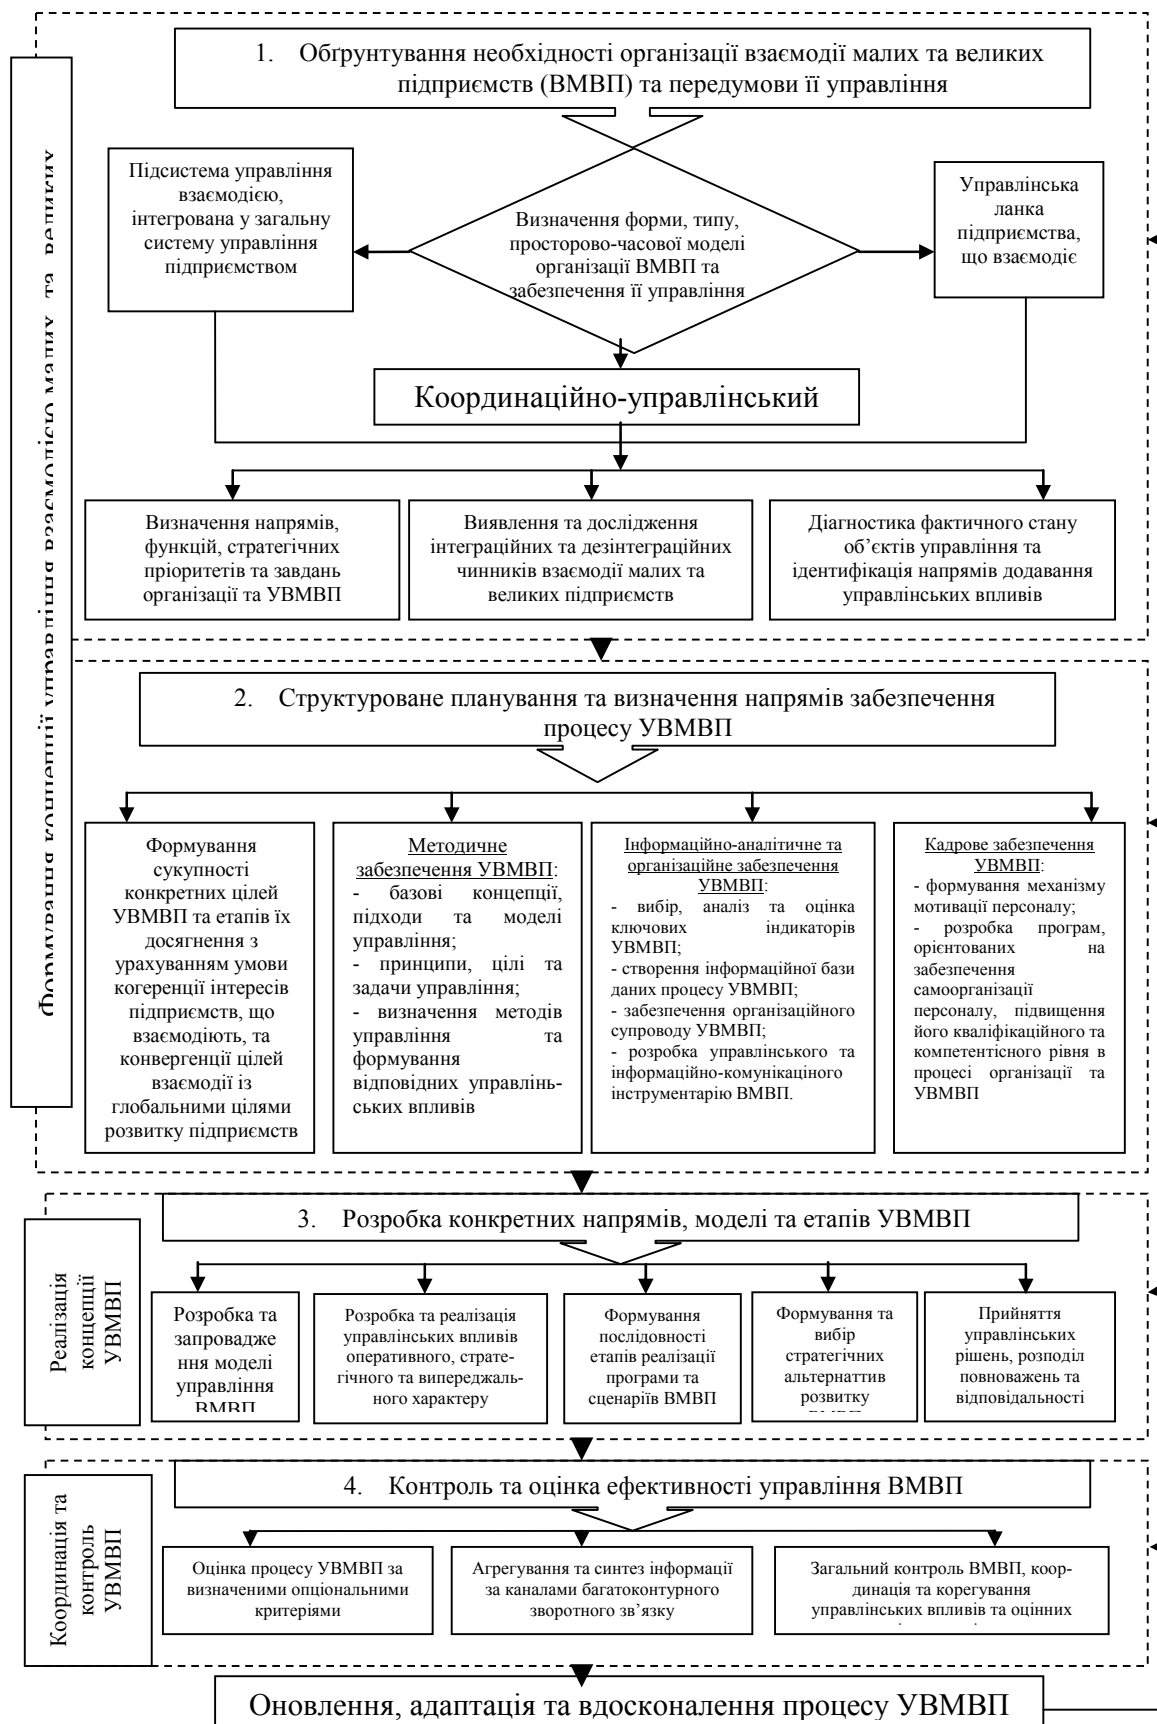 1. Обґрунтування необхідності організації взаємодії малих та великих
підприємств (ВМВП) та передумови її управління
Підсистема управління
взаємодією,
інтегрована у загальну
систему управління
підприємством
Визначення форми, типу,
просторово-часової моделі
організації ВМВП та
забезпечення її управління
Управлінська
ланка
підприємства,
що взаємодіє
Координаційно-управлінський
Визначення напрямів,
функцій, стратегічних
пріоритетів та завдань
організації та УВМВП
Виявлення та дослідження
інтеграційних та дезінтеграційних
чинників взаємодії малих та
великих підприємств
Діагностика фактичного стану
об’єктів управління та
ідентифікація напрямів додавання
управлінських впливів
Формування концепції управління взаємодією малих та великих
2. Структуроване планування та визначення напрямів забезпечення
процесу УВМВП
Формування
сукупності
конкретних цілей
УВМВП та етапів їх
досягнення з
урахуванням умови
когеренції інтересів
підприємств, що
взаємодіють, та
конвергенції цілей
взаємодії із
глобальними цілями
розвитку підприємств
Методичне
забезпечення УВМВП:
- базові концепції,
підходи та моделі
управління;
- принципи, цілі та
задачі управління;
- визначення методів
управління та
формування
відповідних управлінь-
ських впливів
Інформаційно-аналітичне та
організаційне забезпечення
УВМВП:
- вибір, аналіз та оцінка
ключових індикаторів
УВМВП;
- створення інформаційної бази
даних процесу УВМВП;
- забезпечення організаційного
супроводу УВМВП;
- розробка управлінського та
інформаційно-комунікаціного
інструментарію ВМВП.
Кадрове забезпечення
УВМВП:
- формування механізму
мотивації персоналу;
- розробка програм,
орієнтованих на
забезпечення
самоорганізації
персоналу, підвищення
його кваліфікаційного та
компетентісного рівня в
процесі організації та
УВМВП
Реалізація
концепції
УВМВП
3. Розробка конкретних напрямів, моделі та етапів УВМВП
Розробка та
запровадже
ння моделі
управління
ВМВП
Розробка та реалізація
управлінських впливів
оперативного, страте-
гічного та випереджаль-
ного характеру
Формування
послідовності
етапів реалізації
програми та
сценаріїв ВМВП
Формування та
вибір
стратегічних
альтернаттив
розвитку
ВМВП
Прийняття
управлінських
рішень, розподіл
повноважень та
відповідальності
Координація та
контроль
УВМВП
4. Контроль та оцінка ефективності управління ВМВП
Оцінка процесу УВМВП за
визначеними опціональними
критеріями
Агрегування та синтез інформації
за каналами багатоконтурного
зворотного зв’язку
Загальний контроль ВМВП, коор-
динація та корегування
управлінських впливів та оцінних
Оновлення, адаптація та вдосконалення процесу УВМВП